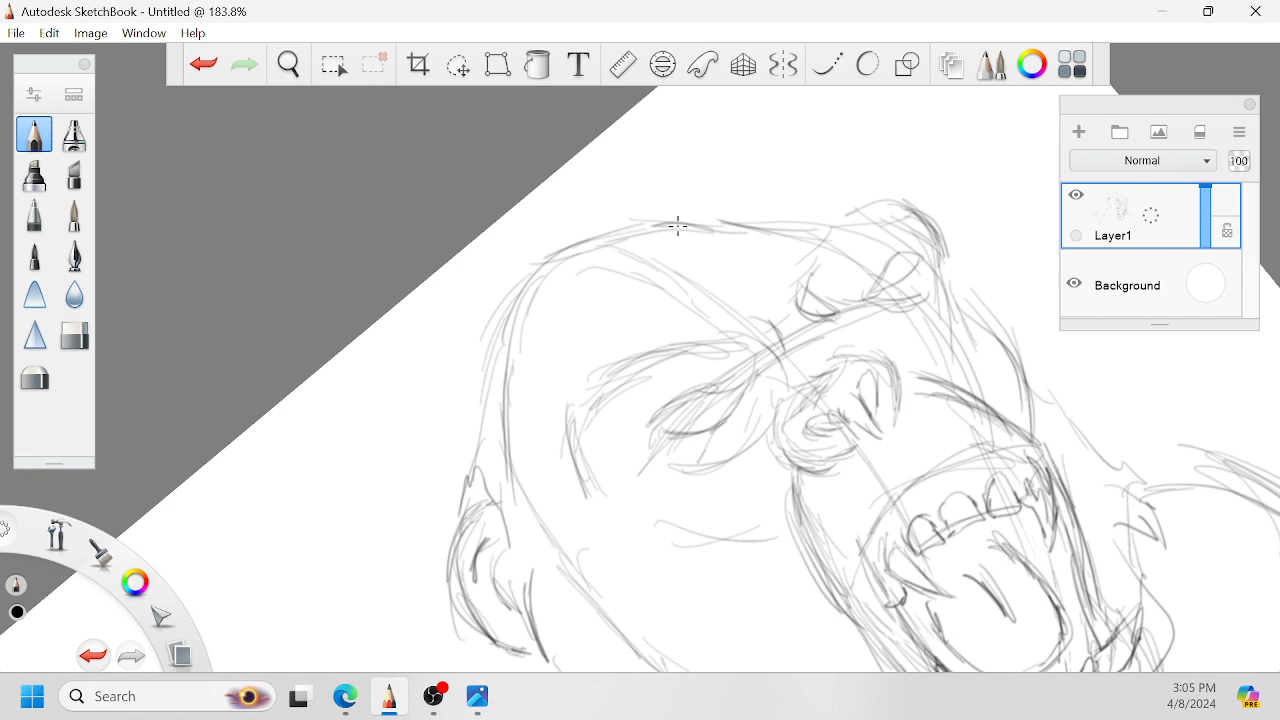 Autodesk SketchBook - Untitled @ 183.8%
File Edit Image Window Help
T
Normal
100
Layer1
Background
Search
3:05 PM
4/8/2024
PRE